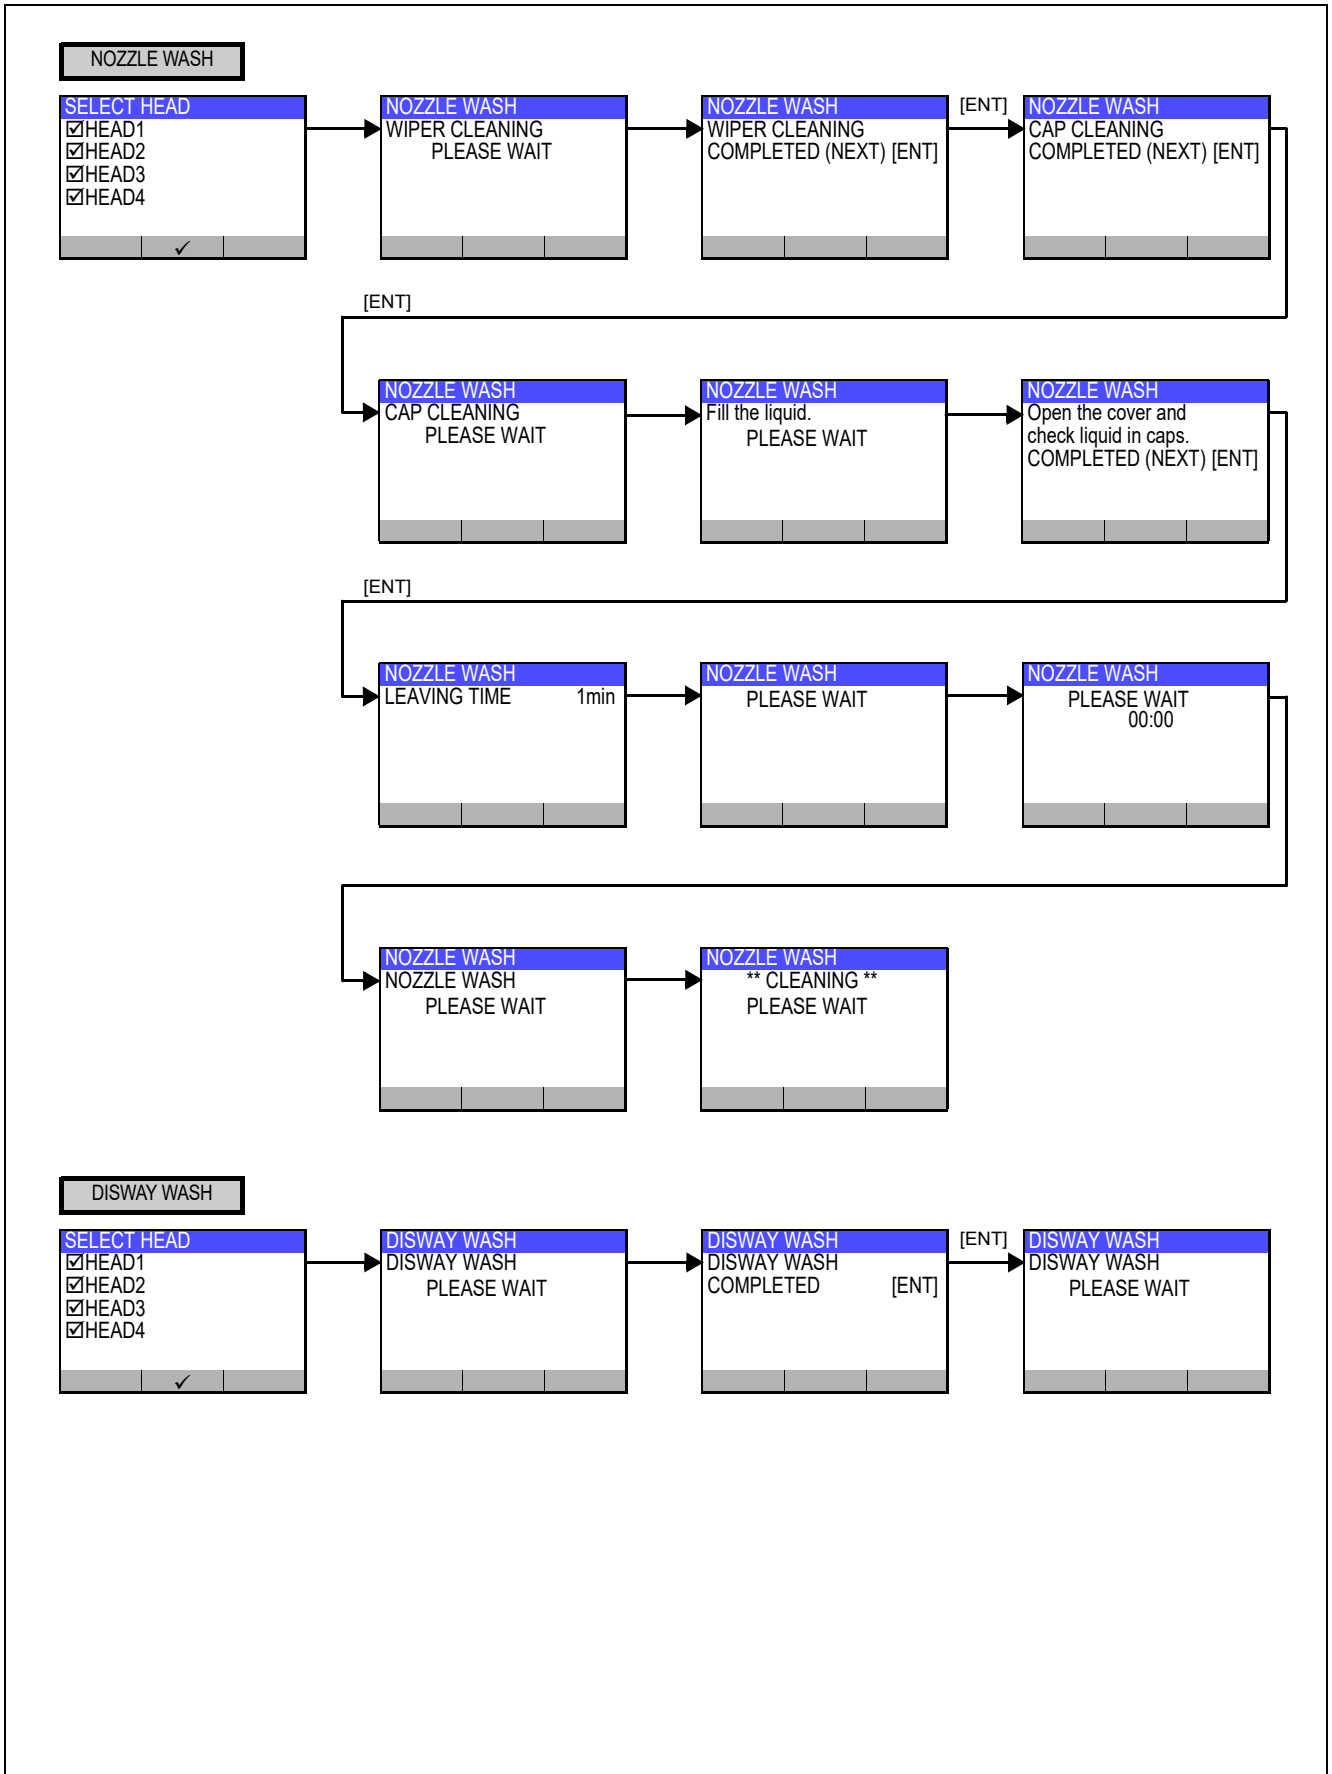 NOZZLE WASH
SELECT HEAD
☑HEAD1
☑HEAD2
☑HEAD3
☑HEAD4
✓
NOZZLE WASH
WIPER CLEANING
PLEASE WAIT
NOZZLE WASH
WIPER CLEANING
COMPLETED (NEXT) [ENT]
[ENT]
NOZZLE WASH
CAP CLEANING
COMPLETED (NEXT) [ENT]
[ENT]
NOZZLE WASH
CAP CLEANING
PLEASE WAIT
NOZZLE WASH
Fill the liquid.
PLEASE WAIT
NOZZLE WASH
Open the cover and
check liquid in caps.
COMPLETED (NEXT) [ENT]
[ENT]
NOZZLE WASH
LEAVING TIME 1min
NOZZLE WASH
PLEASE WAIT
NOZZLE WASH
PLEASE WAIT
00:00
NOZZLE WASH
NOZZLE WASH
PLEASE WAIT
NOZZLE WASH
** CLEANING **
PLEASE WAIT
DISWAY WASH
SELECT HEAD
☑HEAD1
☑HEAD2
☑HEAD3
☑HEAD4
✓
DISWAY WASH
DISWAY WASH
PLEASE WAIT
DISWAY WASH
DISWAY WASH
COMPLETED [ENT]
[ENT]
DISWAY WASH
DISWAY WASH
PLEASE WAIT